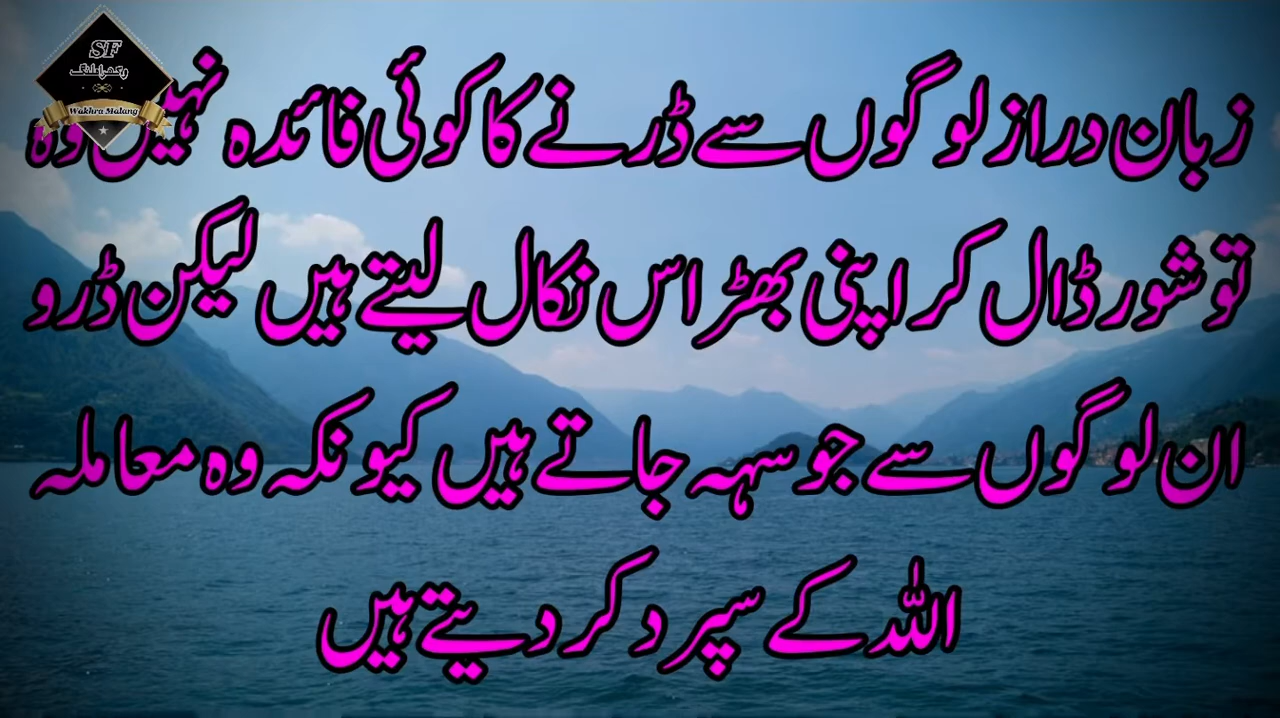 SF
وکھرا ملنگ
Wakhra Malang
زبان دراز لوگوں سے ڈرنے کا کوئی فائدہ نہیں وہ
تو شور ڈال کر اپنی بھڑاس نکال لیتے ہیں لیکن ڈرو
ان لوگوں سے جو سہہ جاتے ہیں کیونکہ وہ معاملہ
اللہ کے سپرد کر دیتے ہیں